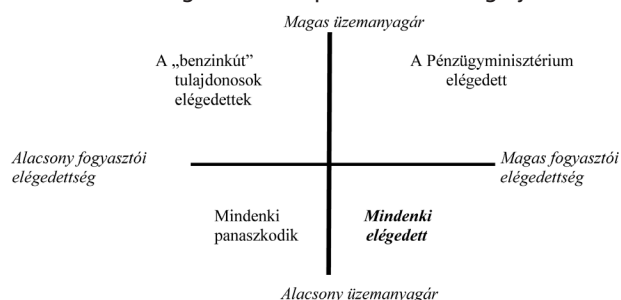 Magas üzemanyagár
A „benzinkút”
tulajdonosok
elégedettek
A Pénzügyminisztérium
elégedett
Alacsony fogyasztói
elégedettség
Magas fogyasztói
elégedettség
Mindenki
panaszkodik
Mindenki
elégedett
Alacsony üzemanyagár